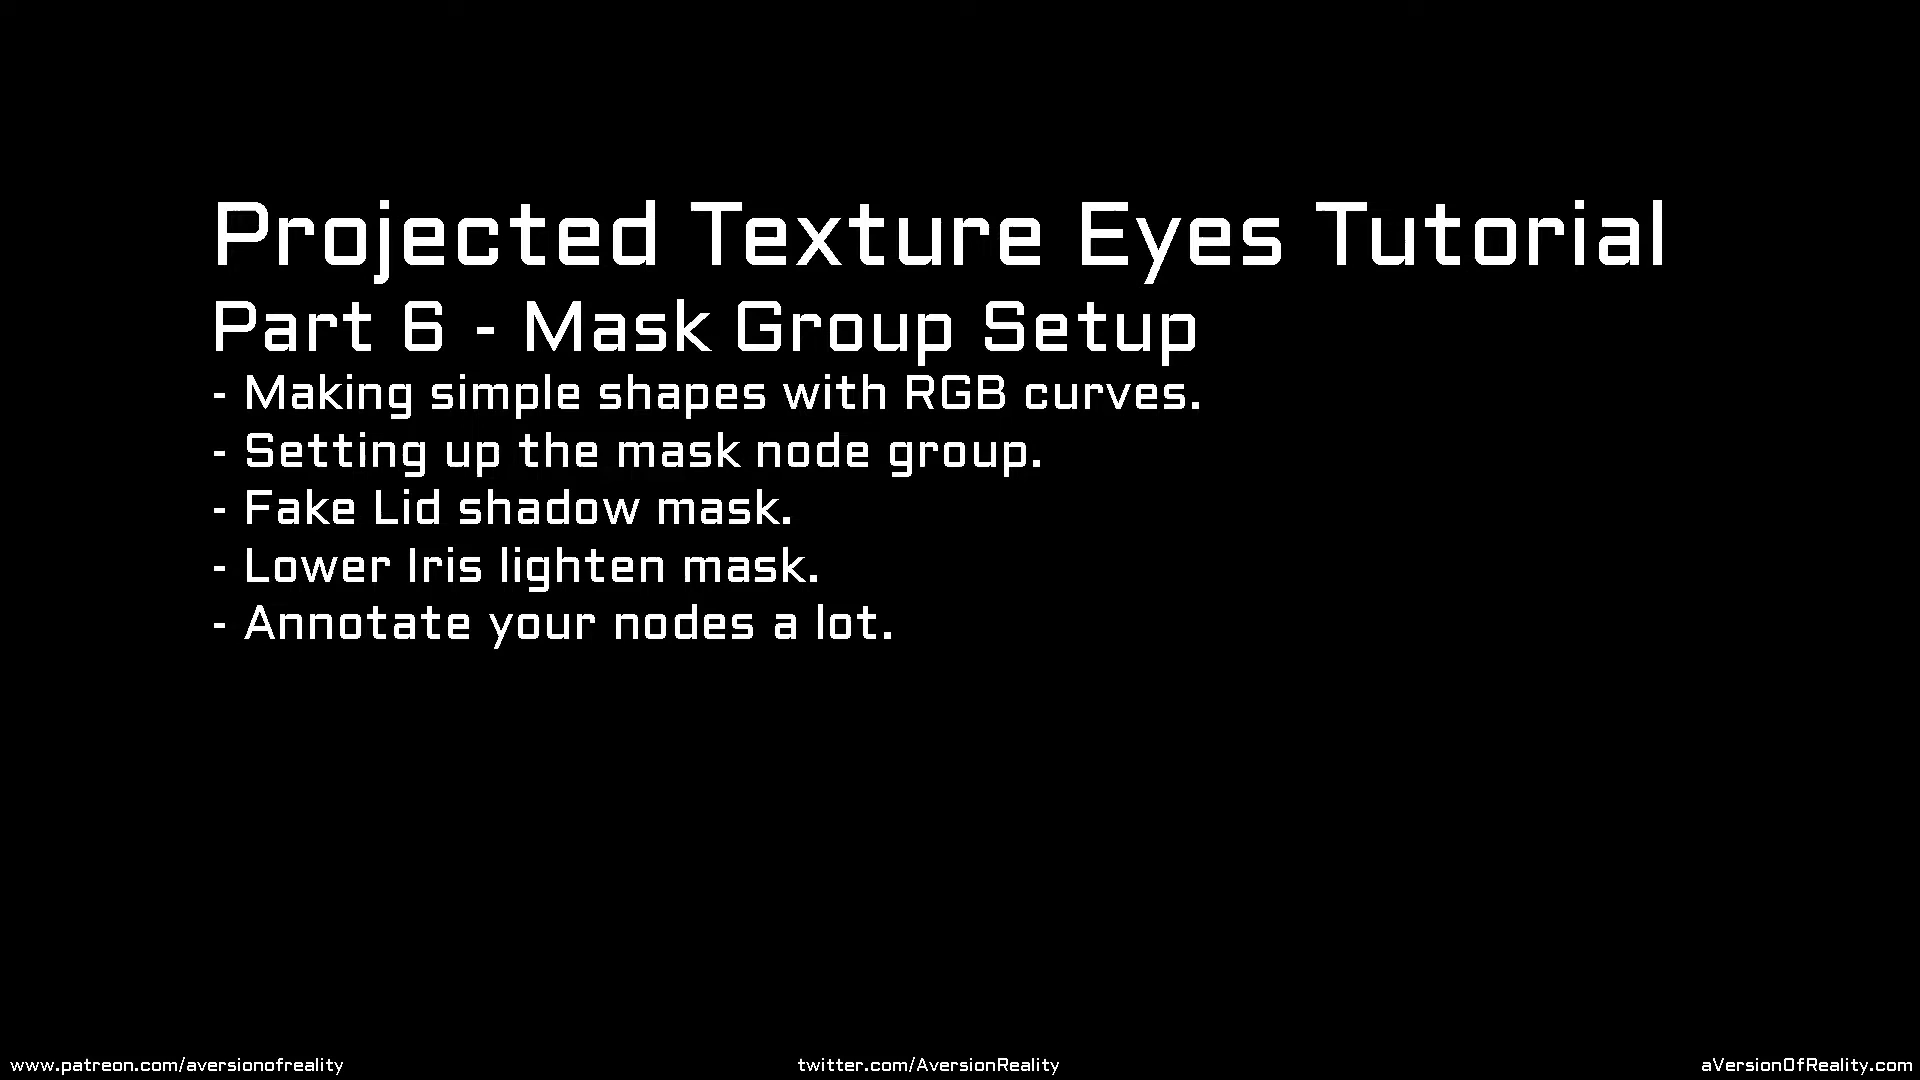 Projected Texture Eyes Tutorial
Part 6 - Mask Group Setup
- Making simple shapes with RGB curves.
- Setting up the mask node group.
- Fake Lid shadow mask.
- Lower Iris lighten mask.
- Annotate your nodes a lot.
www.patreon.com/aversionofreality
twitter.com/AversionReality
aVersionOfReality.com